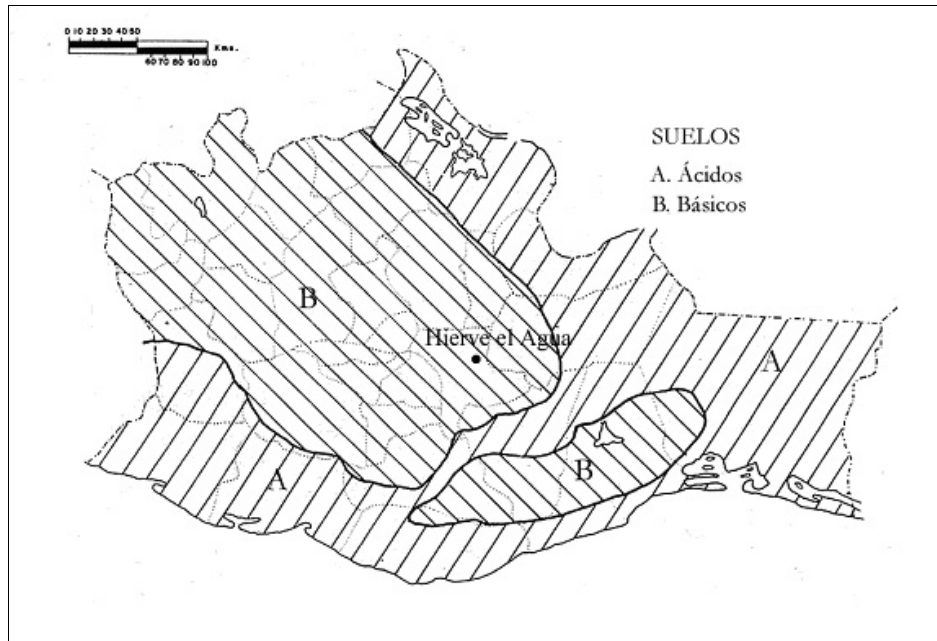 0 10 20 30 40 50
Kms.
60 70 80 90 100
SUELOS
A. Ácidos
B. Básicos
B
Hierve el Agua
A
B
A